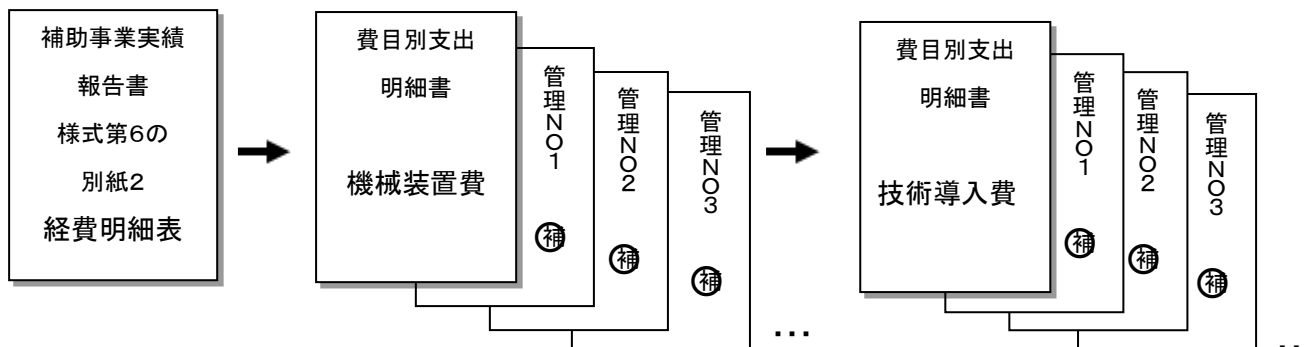 補助事業実績
報告書
様式第6の
別紙2
経費明細表
費目別支出
明細書
機械装置費
管理NO1
補
管理NO2
補
管理NO3
補
…
費目別支出
明細書
技術導入費
管理NO1
補
管理NO2
補
管理NO3
補
…